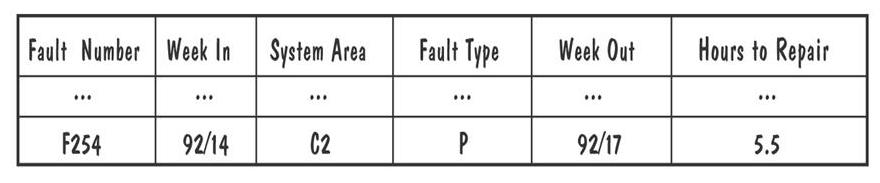 Fault Number Week In System Area Fault Type Week Out Hours to Repair
... ... ... ... ... ...
F254 92/14 C2 P 92/17 5.5